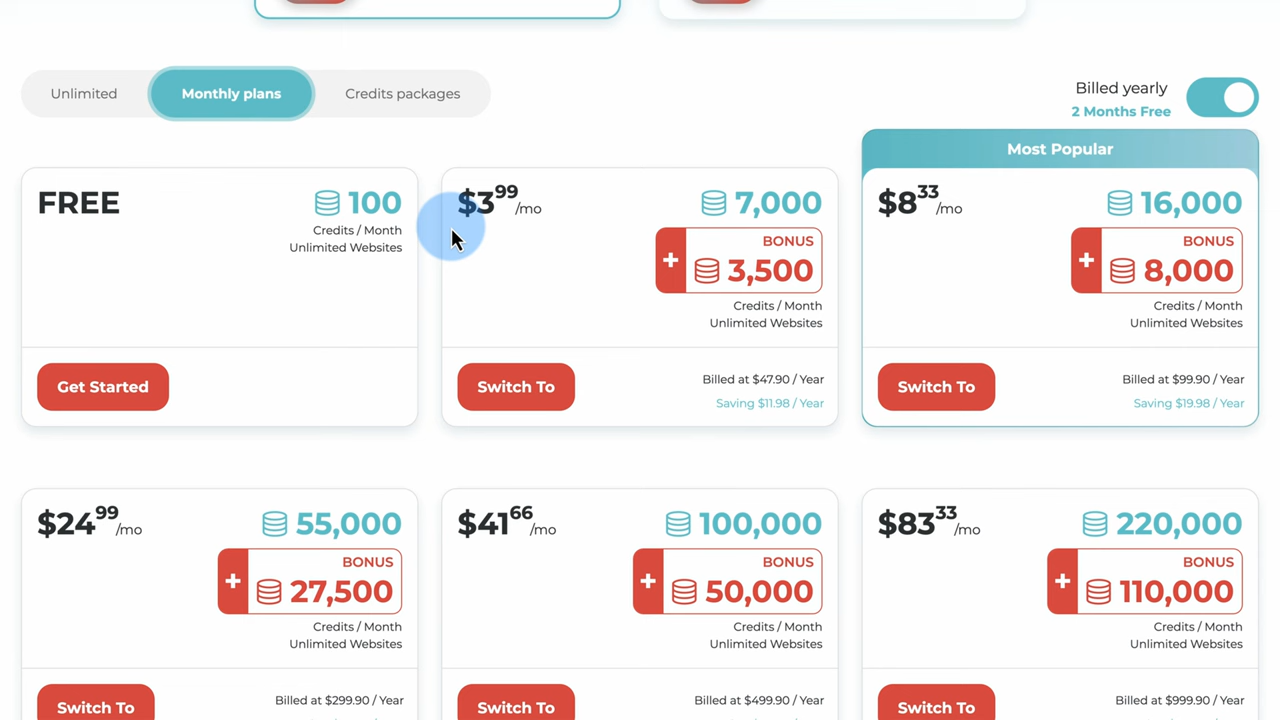 Unlimited
Monthly plans
Credits packages
Billed yearly
2 Months Free
FREE
100
Credits / Month
Unlimited Websites
Get Started
$3.99/mo
7,000
BONUS
+ 3,500
Credits / Month
Unlimited Websites
Switch To
Billed at $47.90 / Year
Saving $11.98 / Year
Most Popular
$8.33/mo
16,000
BONUS
+ 8,000
Credits / Month
Unlimited Websites
Switch To
Billed at $99.90 / Year
Saving $19.98 / Year
$24.99/mo
55,000
BONUS
+ 27,500
Credits / Month
Unlimited Websites
Switch To
Billed at $299.90 / Year
$41.66/mo
100,000
BONUS
+ 50,000
Credits / Month
Unlimited Websites
Switch To
Billed at $499.90 / Year
$83.33/mo
220,000
BONUS
+ 110,000
Credits / Month
Unlimited Websites
Switch To
Billed at $999.90 / Year